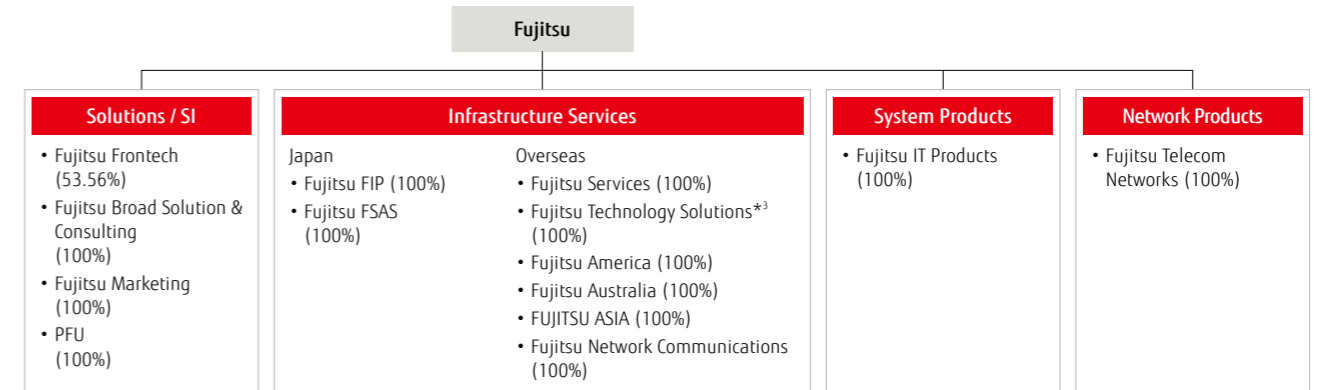 Fujitsu
Solutions / SI
• Fujitsu Frontech
(53.56%)
• Fujitsu Broad Solution &
Consulting
(100%)
• Fujitsu Marketing
(100%)
• PFU
(100%)
Infrastructure Services
Japan
• Fujitsu FIP (100%)
• Fujitsu FSAS
(100%)
Overseas
• Fujitsu Services (100%)
• Fujitsu Technology Solutions*3
(100%)
• Fujitsu America (100%)
• Fujitsu Australia (100%)
• FUJITSU ASIA (100%)
• Fujitsu Network Communications
(100%)
System Products
• Fujitsu IT Products
(100%)
Network Products
• Fujitsu Telecom
Networks (100%)